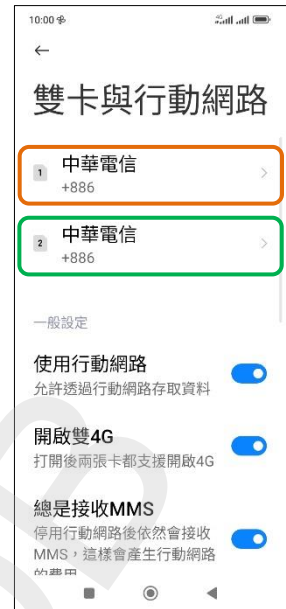 10:00
4G
雙卡與行動網路
1
中華電信
+886
2
中華電信
+886
一般設定
使用行動網路
允許透過行動網路存取資料
開啟雙4G
打開後兩張卡都支援開啟4G
總是接收MMS
停用行動網路後依然會接收
MMS，這樣會產生行動網路
的費用